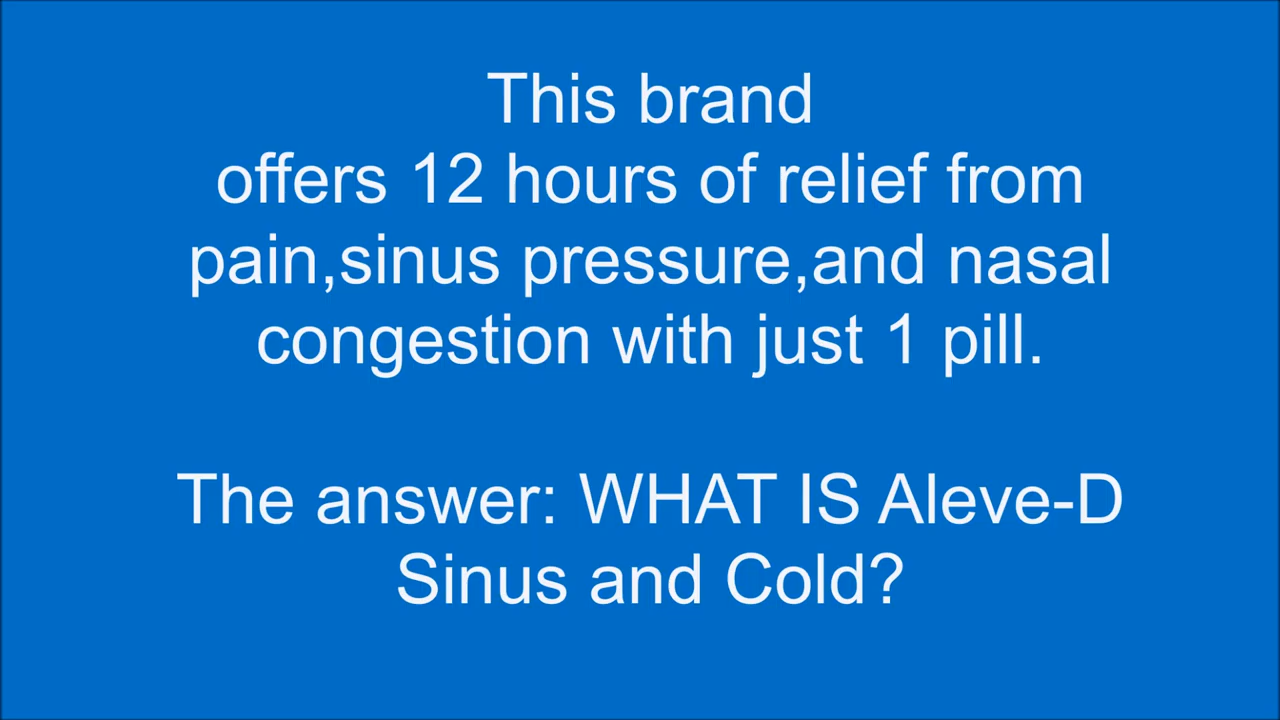 This brand
offers 12 hours of relief from
pain,sinus pressure,and nasal
congestion with just 1 pill.
The answer: WHAT IS Aleve-D
Sinus and Cold?